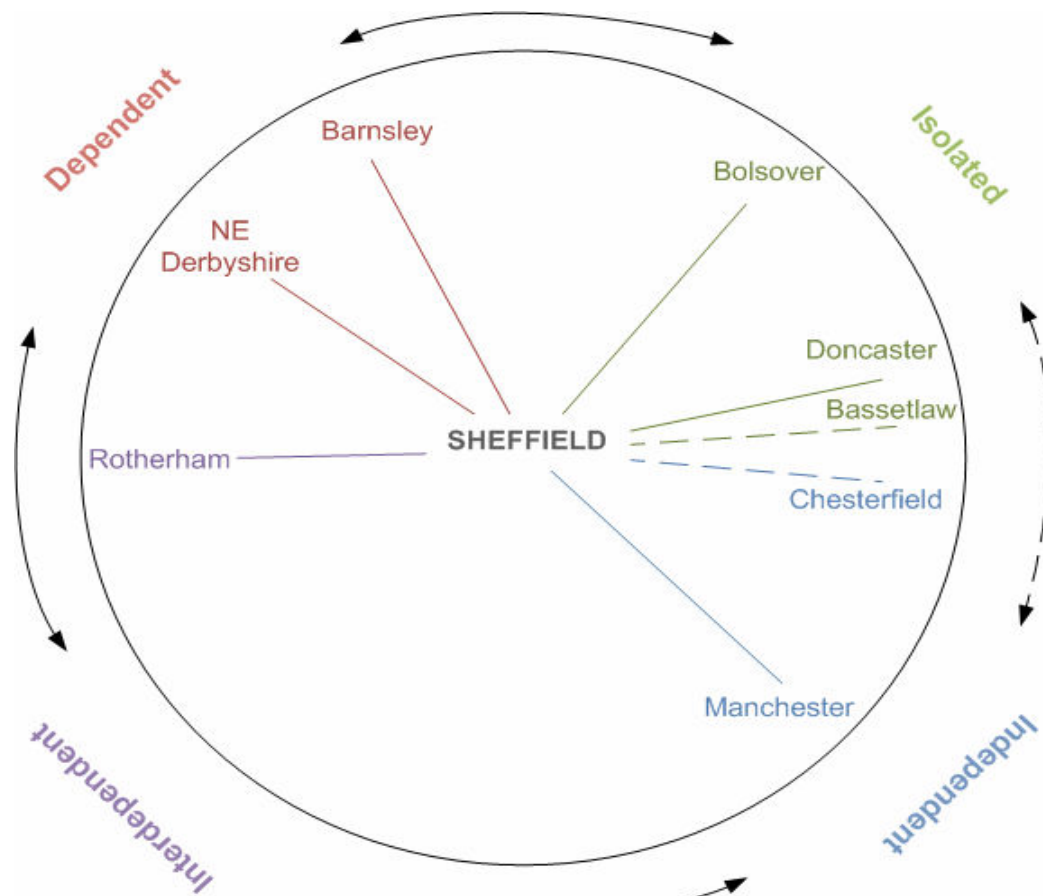 Dependent
Isolated
Barnsley
Bolsover
NE
Derbyshire
Doncaster
Bassetlaw
SHEFFIELD
Rotherham
Chesterfield
Manchester
Interdependent
Independent